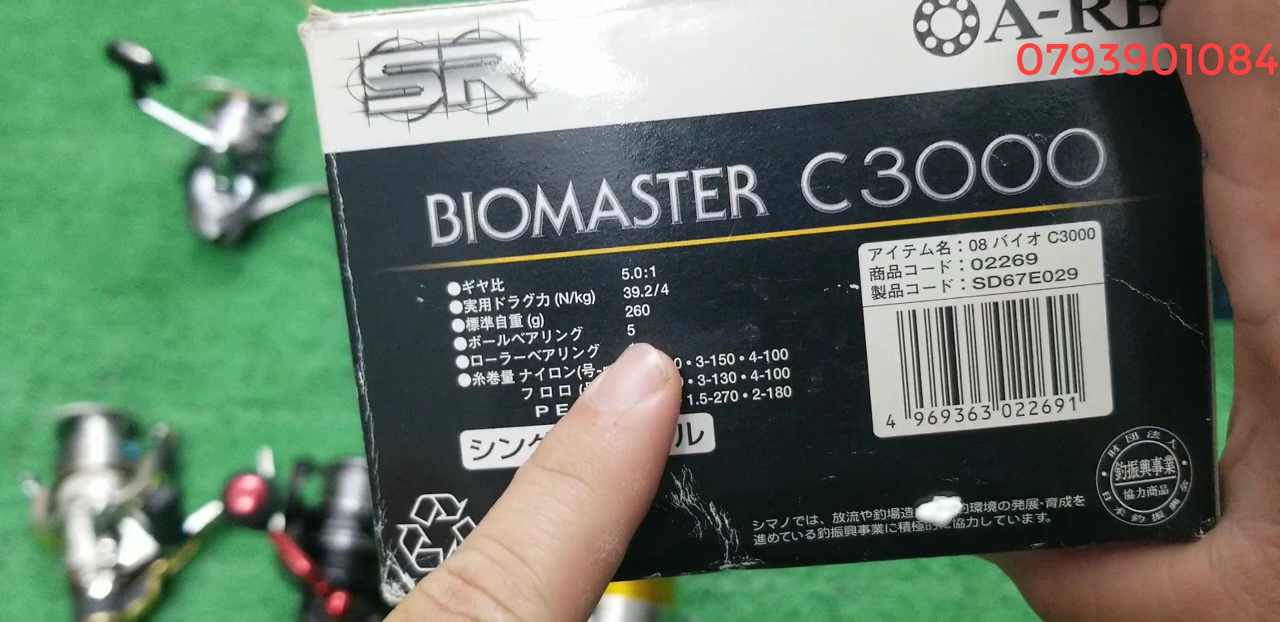 SR
A-RB
0793901084
BIOMASTER C3000
●ギヤ比 5.0:1
●実用ドラグ力(N/kg) 39.2/4
●標準自重(g) 260
●ボールベアリング 5
●ローラーベアリング
●糸巻量 ナイロン(号- 3-150・4-100
フロロ ・3-130・4-100
PE 1.5-270・2-180
シング ル
アイテム名:08 バイオ C3000
商品コード:02269
製品コード:SD67E029
4 969363 022691
財団法人
釣振興事業
協力商品
日本釣振興会
シマノでは、放流や釣場造 環境の発展・育成を
進めている釣振興事業に積極的に協力しています。